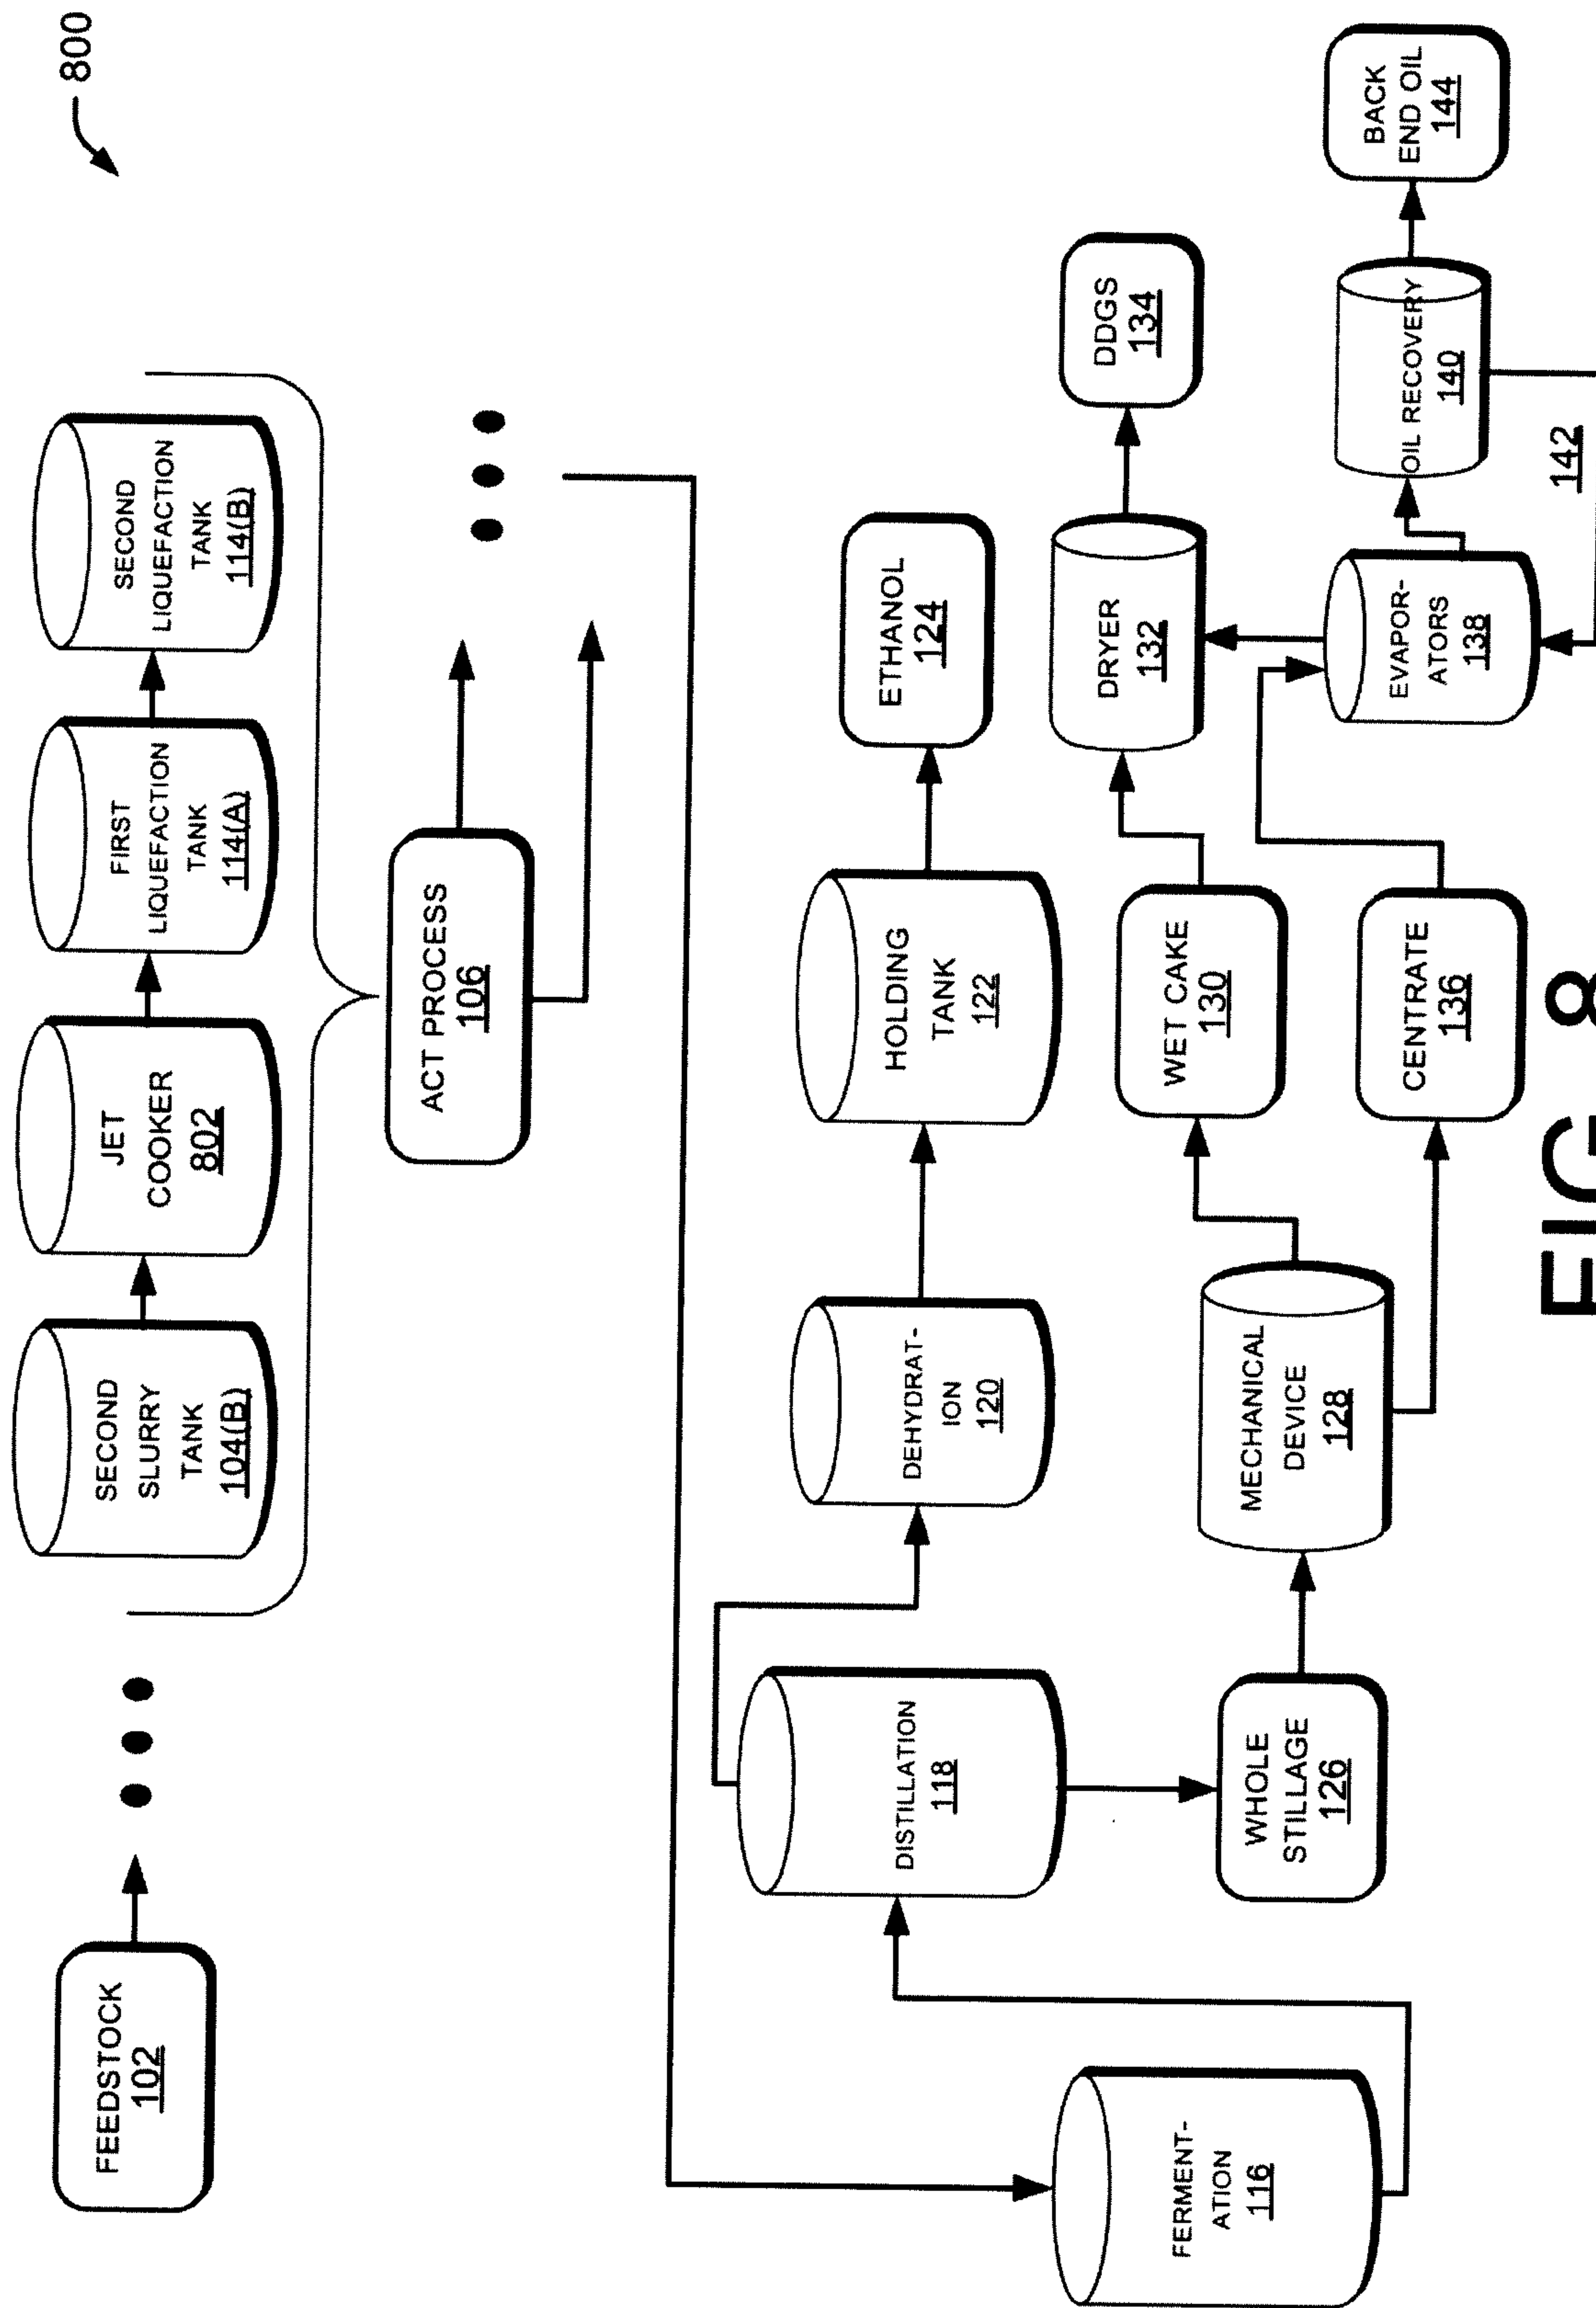 800
FEEDSTOCK
102
SECOND
SLURRY
TANK
104(B)
JET
COOKER
802
FIRST
LIQUEFACTION
TANK
114(A)
SECOND
LIQUEFACTION
TANK
114(B)
ACT PROCESS
106
FERMENT-
ATION
116
DISTILLATION
118
DEHYDRAT-
ION
120
HOLDING
TANK
122
ETHANOL
124
WHOLE
STILLAGE
126
MECHANICAL
DEVICE
128
WET CAKE
130
DRYER
132
DDGS
134
CENTRATE
136
EVAPOR-
ATORS
138
OIL RECOVERY
140
142
BACK
END OIL
144
FIG. 8